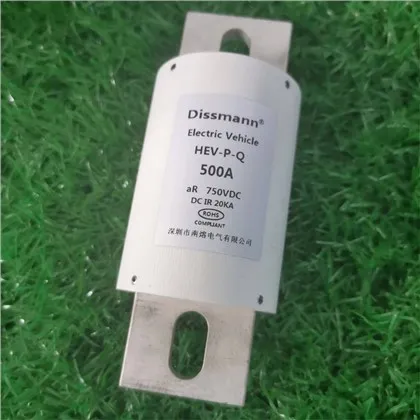 Dissmann®
Electric Vehicle
HEV-P-Q
500A
aR 750VDC
DC IR 20KA
ROHS
COMPLIANT
深圳市南熔电气有限公司